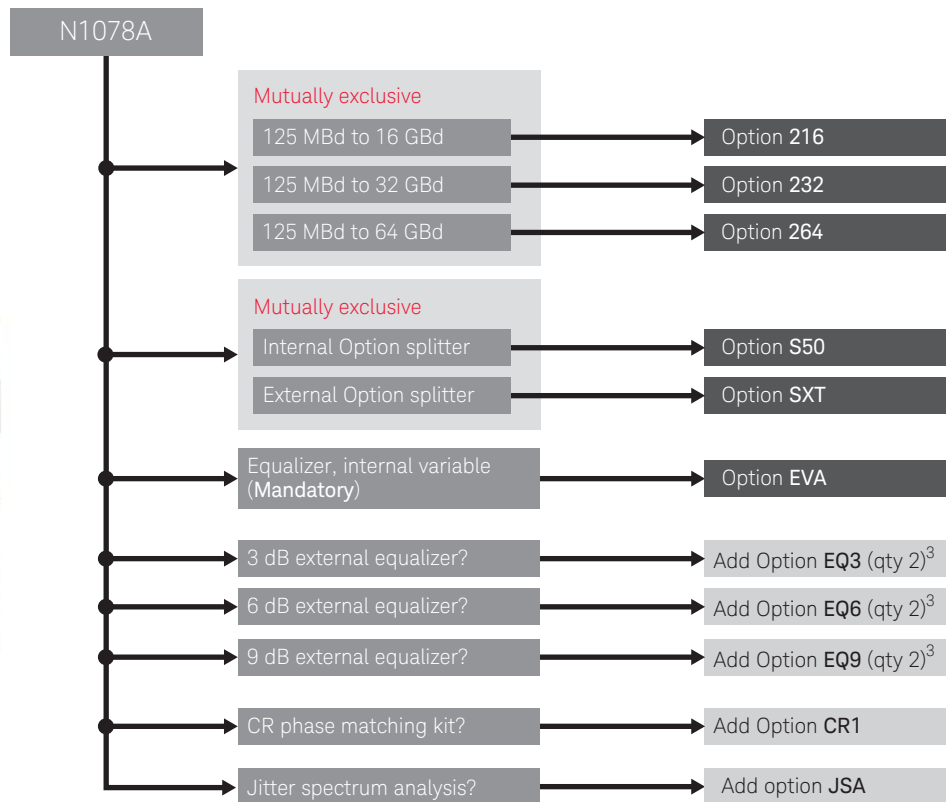 N1078A
Mutually exclusive
125 MBd to 16 GBd
Option 216
125 MBd to 32 GBd
Option 232
125 MBd to 64 GBd
Option 264
Mutually exclusive
Internal Option splitter
Option S50
External Option splitter
Option SXT
Equalizer, internal variable
(Mandatory)
Option EVA
3 dB external equalizer?
Add Option EQ3 (qty 2)3
6 dB external equalizer?
Add Option EQ6 (qty 2)3
9 dB external equalizer?
Add Option EQ9 (qty 2)3
CR phase matching kit?
Add Option CR1
Jitter spectrum analysis?
Add option JSA